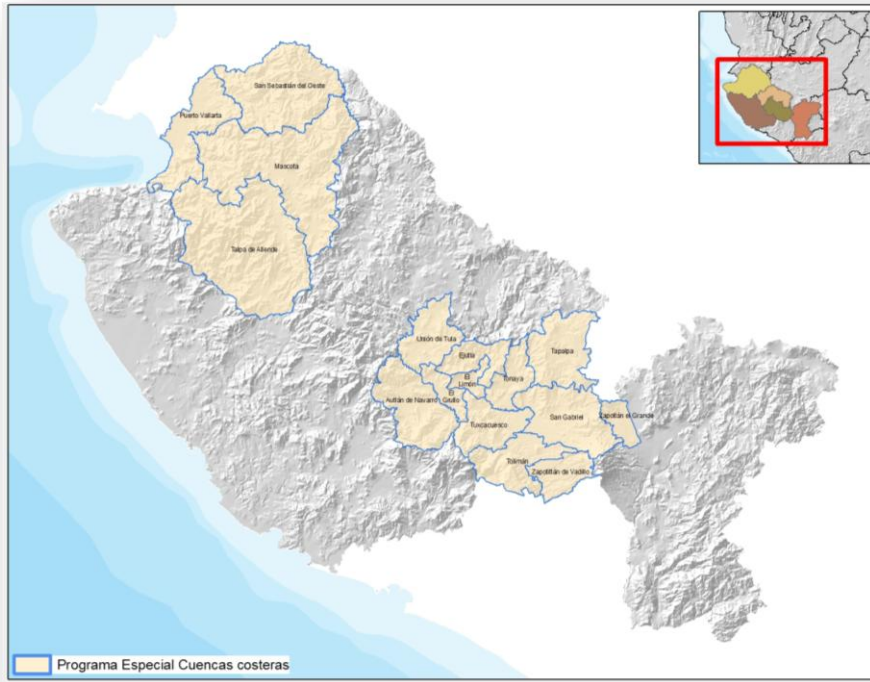 San Sebastián del Oeste
Puerto Vallarta
Mascota
Talpa de Allende
Unión de Tula
Ejutla
Tapalpa
El
Limón
Tonaya
El
Grullo
Autlán de Navarro
San Gabriel
Zapotlán el Grande
Tuxcacuesco
Tolimán
Zapotitlán de Vadillo
Programa Especial Cuencas costeras